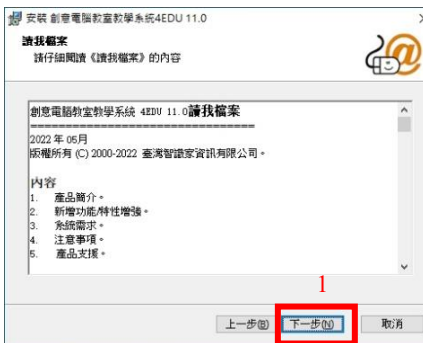 安裝 創意電腦教室教學系統4EDU 11.0
讀我檔案
請仔細閱讀《讀我檔案》的內容
創意電腦教室教學系統 4EDU 11.0讀我檔案
================================
2022 年 05月
版權所有 (C) 2000-2022 臺灣智識家資訊有限公司。
內容
1. 產品簡介。
2. 新增功能/特性增強。
3. 系統需求。
4. 注意事項。
5. 產品支援。
1
上一步(B) 下一步(N) 取消